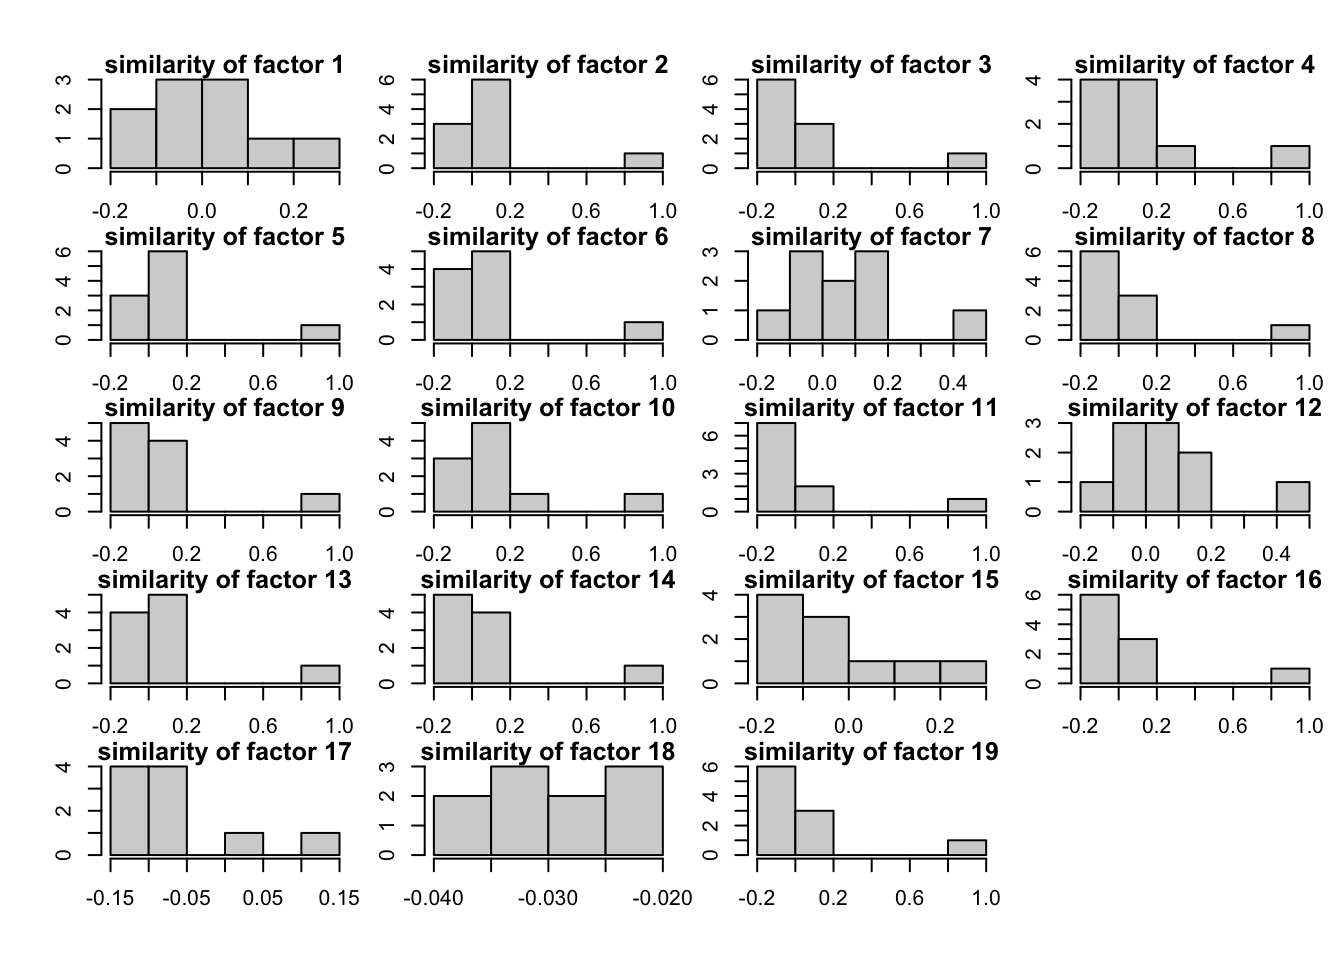 similarity of factor 1 similarity of factor 2 similarity of factor 3 similarity of factor 4
3 6 6 4
2 4 4 2
1 2 2 0
0 0 0
-0.2 0.0 0.2 -0.2 0.2 0.6 1.0 -0.2 0.2 0.6 1.0 -0.2 0.2 0.6 1.0
similarity of factor 5 similarity of factor 6 similarity of factor 7 similarity of factor 8
6 4 3 6
4 2 2 4
2 0 1 2
0 0 0
-0.2 0.2 0.6 1.0 -0.2 0.2 0.6 1.0 -0.2 0.0 0.2 0.4 -0.2 0.2 0.6 1.0
similarity of factor 9 similarity of factor 10 similarity of factor 11 similarity of factor 12
4 4 6 3
2 2 3 2
0 0 0 1
0
-0.2 0.2 0.6 1.0 -0.2 0.2 0.6 1.0 -0.2 0.2 0.6 1.0 -0.2 0.0 0.2 0.4
similarity of factor 13 similarity of factor 14 similarity of factor 15 similarity of factor 16
4 4 4 6
2 2 2 4
0 0 0 2
0
-0.2 0.2 0.6 1.0 -0.2 0.2 0.6 1.0 -0.2 0.0 0.2 -0.2 0.2 0.6 1.0
similarity of factor 17 similarity of factor 18 similarity of factor 19
4 3 6
2 2 4
0 1 2
0 0
-0.15 -0.05 0.05 0.15 -0.040 -0.030 -0.020 -0.2 0.2 0.6 1.0